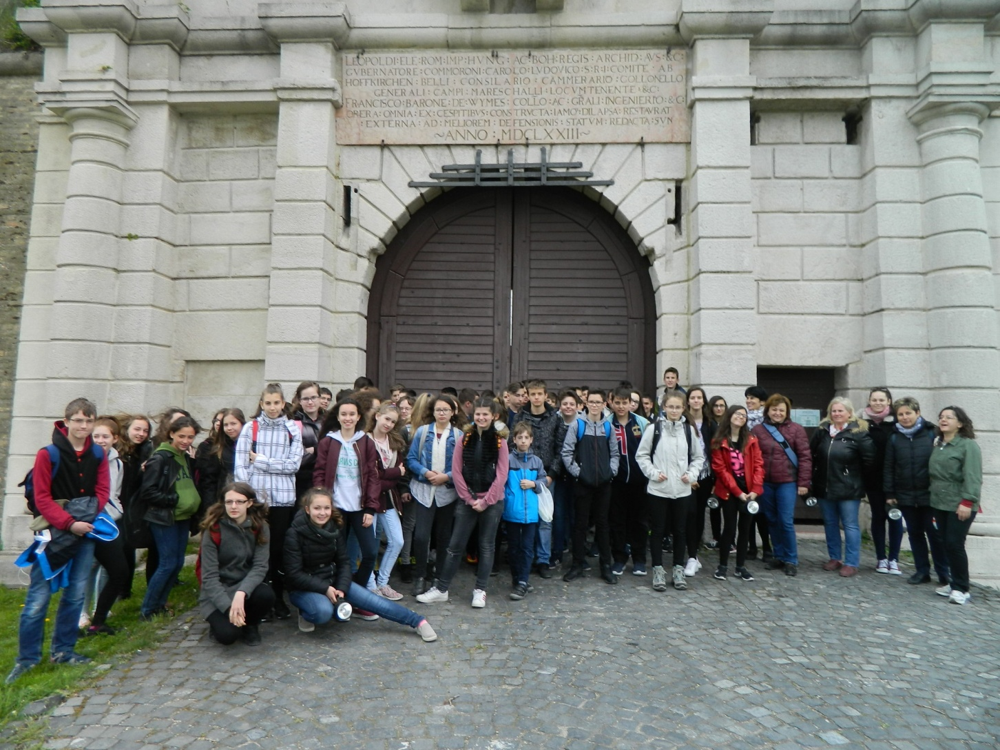 LEOPOLDI:ELE:ROM:IMP:HVNG:AC:BOH:REGIS:ARCHID:AVS:&C:
GVBERNATORE:COMMORONI:CAROLO:LVDOVICO:S:R:I:COMITE:AB
HOFFKIRCHEN:BELLI:CONSILARIO:CAMMERARIO:COLLONELLO
GENERALI:CAMPI:MARESCHALLI:LOCVMTENENTE:&C:
FRANCISCO:BARONE:DE:WYMES:COLLO:AC:GRALI:INGENIERIO:&C
OPERA:OMNIA:EX:CESPITIBVS:CONSTRVCTA:IAMO:DILAPSA:RESTAVRAT
:EXTERNA:AD:MELIOREM:DEFENSIONIS:STATVM:REDACTA:SVN
~ANNO:MDCLXXIII~